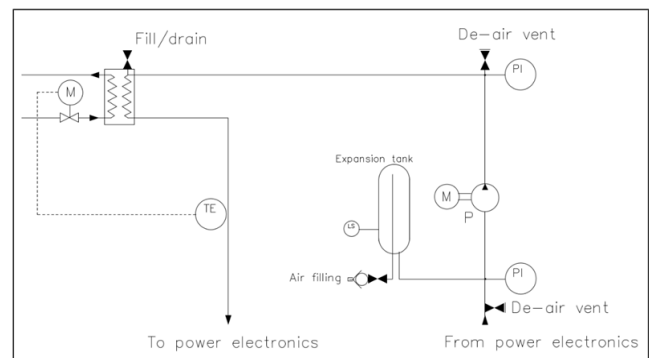 Fill/drain
De-air vent
PI
M
TE
Expansion tank
M
P
LS
Air filling
PI
De-air vent
To power electronics
From power electronics